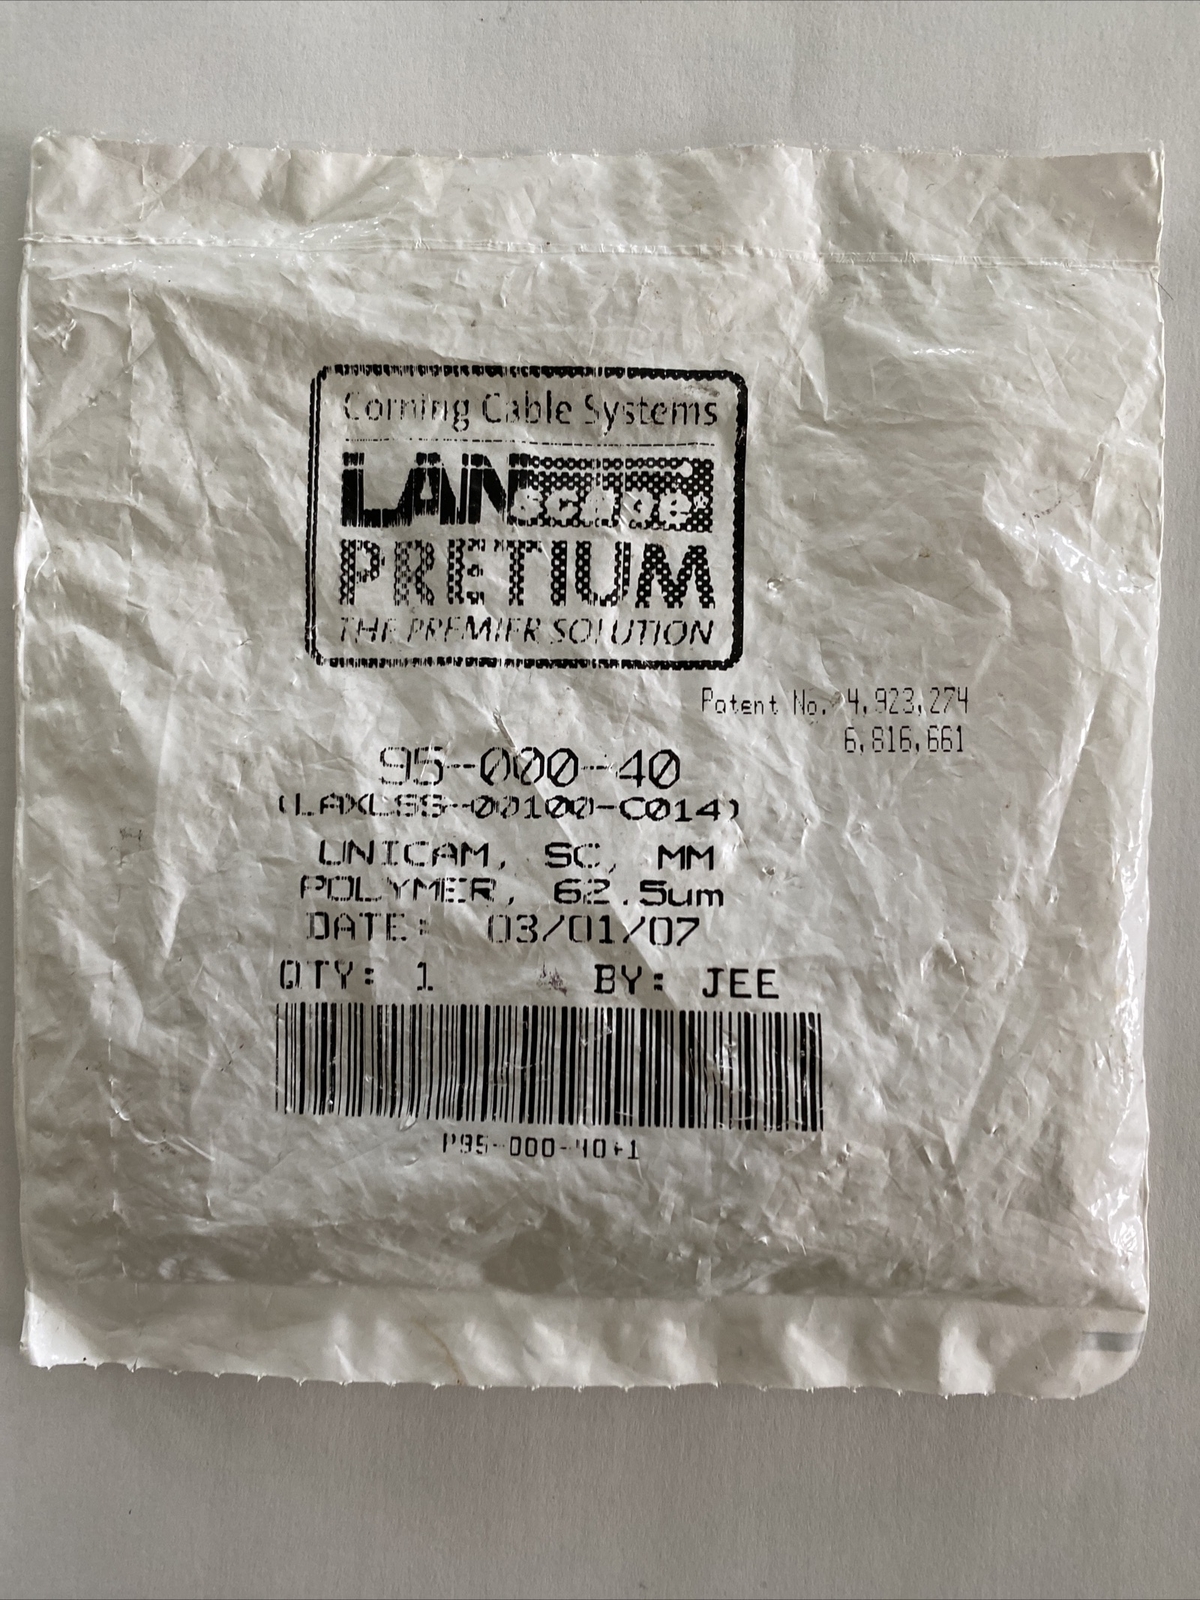 Corning Cable Systems
LANscape
PRETIUM
THE PREMIER SOLUTION
Patent No. 4,923,274
6,816,661
95-000-40
(LAXLSS-00100-C014)
UNICAM, SC, MM
POLYMER, 62.5um
DATE: 03/01/07
QTY: 1 BY: JEE
P95-000-40+1